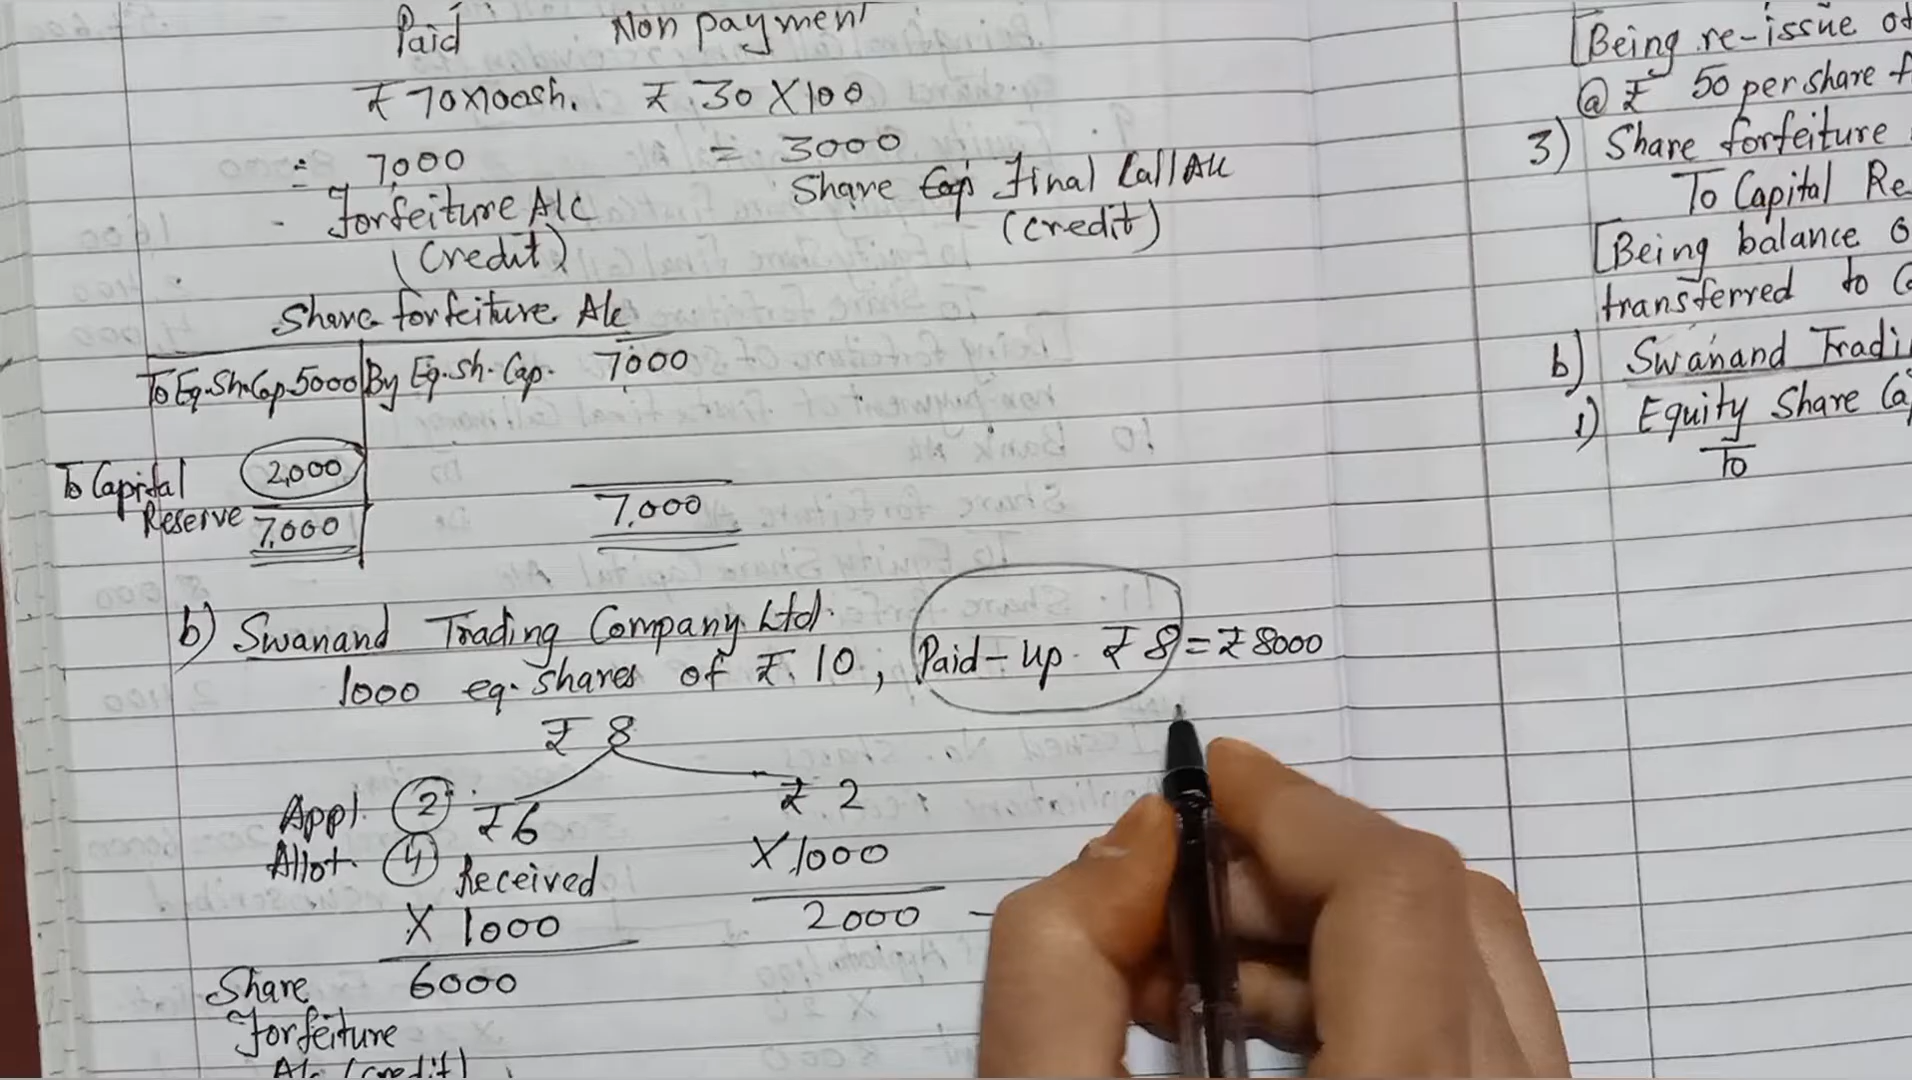 Paid Non payment
₹ 70x100sh. ₹ 30 X 100
= 7,000 = 3000
Forfeiture A/c Share Final Call A/c
(credit) (credit)
Share forfeiture A/c
To Eq. Sh. Cap. 5000 By Eq. Sh. Cap. 7000
To Capital 2,000
Reserve 7,000 7,000
b) Swanand Trading Company Ltd.
1000 eq. shares of ₹ 10, Paid-up ₹ 8 = ₹ 8000
₹ 8
Appl. 2 ₹ 6 ₹ 2
Allot. 4 Received X 1000
X 1000 2000
Share 6000
Forfeiture
A/c (credit)
[Being re-issue of
@ ₹ 50 per share f
3) Share forfeiture
To Capital Re
[Being balance o
transferred to
b) Swanand Tradi
1) Equity Share Ca
To